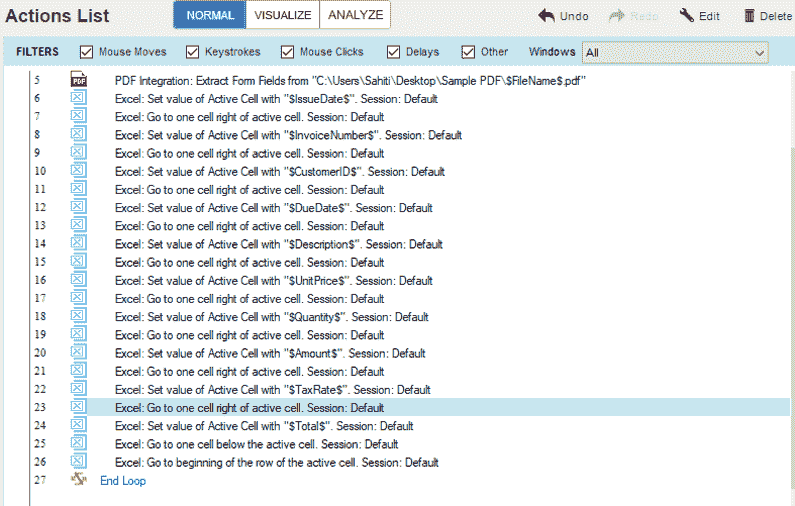 Actions List NORMAL VISUALIZE ANALYZE Undo Redo Edit Delete
FILTERS Mouse Moves Keystrokes Mouse Clicks Delays Other Windows All
5 PDF PDF Integration: Extract Form Fields from "C:\Users\Sahiti\Desktop\Sample PDF\$FileName$.pdf"
6 Excel: Set value of Active Cell with "$IssueDate$". Session: Default
7 Excel: Go to one cell right of active cell. Session: Default
8 Excel: Set value of Active Cell with "$InvoiceNumber$". Session: Default
9 Excel: Go to one cell right of active cell. Session: Default
10 Excel: Set value of Active Cell with "$CustomerID$". Session: Default
11 Excel: Go to one cell right of active cell. Session: Default
12 Excel: Set value of Active Cell with "$DueDate$". Session: Default
13 Excel: Go to one cell right of active cell. Session: Default
14 Excel: Set value of Active Cell with "$Description$". Session: Default
15 Excel: Go to one cell right of active cell. Session: Default
16 Excel: Set value of Active Cell with "$UnitPrice$". Session: Default
17 Excel: Go to one cell right of active cell. Session: Default
18 Excel: Set value of Active Cell with "$Quantity$". Session: Default
19 Excel: Go to one cell right of active cell. Session: Default
20 Excel: Set value of Active Cell with "$Amount$". Session: Default
21 Excel: Go to one cell right of active cell. Session: Default
22 Excel: Set value of Active Cell with "$TaxRate$". Session: Default
23 Excel: Go to one cell right of active cell. Session: Default
24 Excel: Set value of Active Cell with "$Total$". Session: Default
25 Excel: Go to one cell below the active cell. Session: Default
26 Excel: Go to beginning of the row of the active cell. Session: Default
27 End Loop